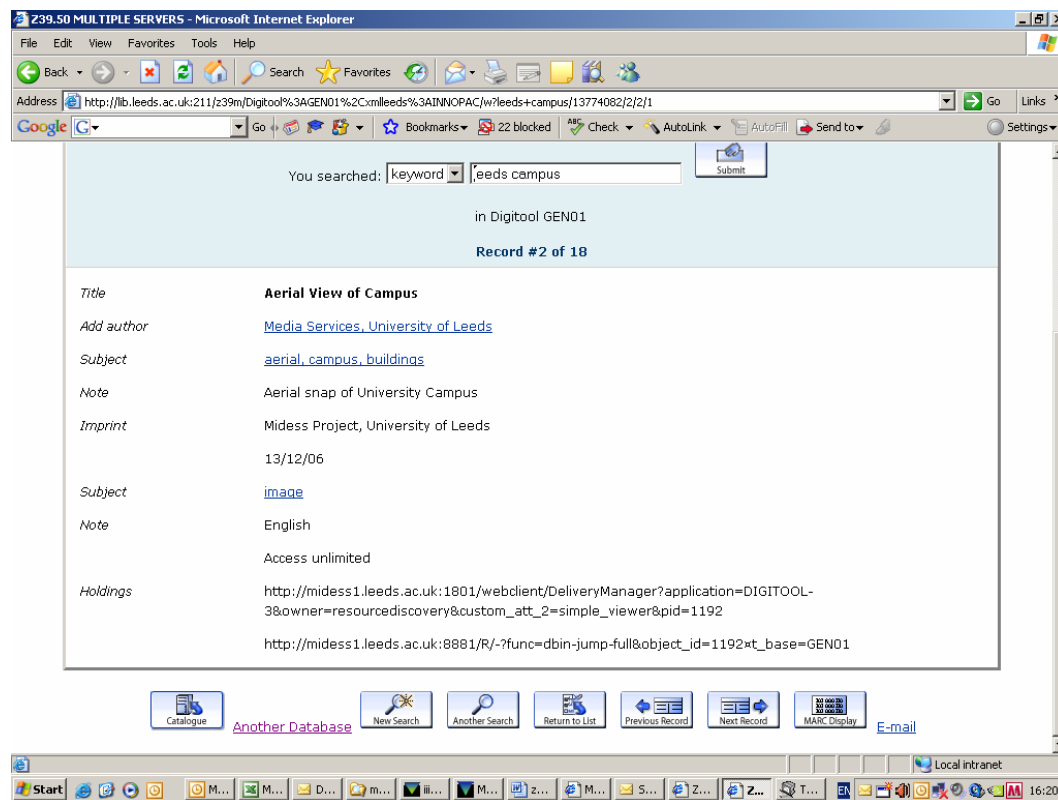 Z39.50 MULTIPLE SERVERS - Microsoft Internet Explorer
File Edit View Favorites Tools Help
Back Search Favorites
Address http://lib.leeds.ac.uk:211/z39m/Digitool%3AGEN01%2Cxmlleeds%3AINNOPAC/w?leeds+campus/13774082/2/2/1 Go Links
Google G Go Bookmarks 22 blocked ABC Check AutoLink AutoFill Send to Settings
You searched: keyword leeds campus Submit
in Digitool GEN01
Record #2 of 18
Title Aerial View of Campus
Add author Media Services, University of Leeds
Subject aerial, campus, buildings
Note Aerial snap of University Campus
Imprint Midess Project, University of Leeds
13/12/06
Subject image
Note English
Access unlimited
Holdings http://midess1.leeds.ac.uk:1801/webclient/DeliveryManager?application=DIGITOOL-
3&owner=resourcediscovery&custom_att_2=simple_viewer&pid=1192
http://midess1.leeds.ac.uk:8881/R/-?func=dbin-jump-full&object_id=1192¤t_base=GEN01
Catalogue Another Database New Search Another Search Return to List Previous Record Next Record MARC Display E-mail
Local intranet
Start M... M... D... m... iii... M... z... M... S... Z... Z... T... EN 16:20